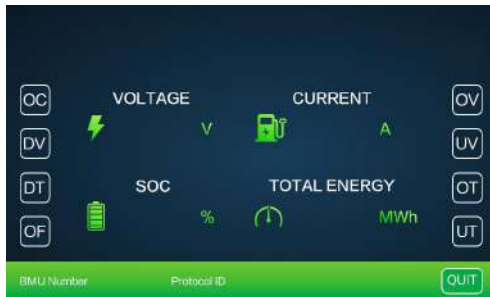 OC VOLTAGE CURRENT OV
DV V A UV
DT SOC TOTAL ENERGY OT
OF % MWh UT
BMU Number Protocol ID QUIT